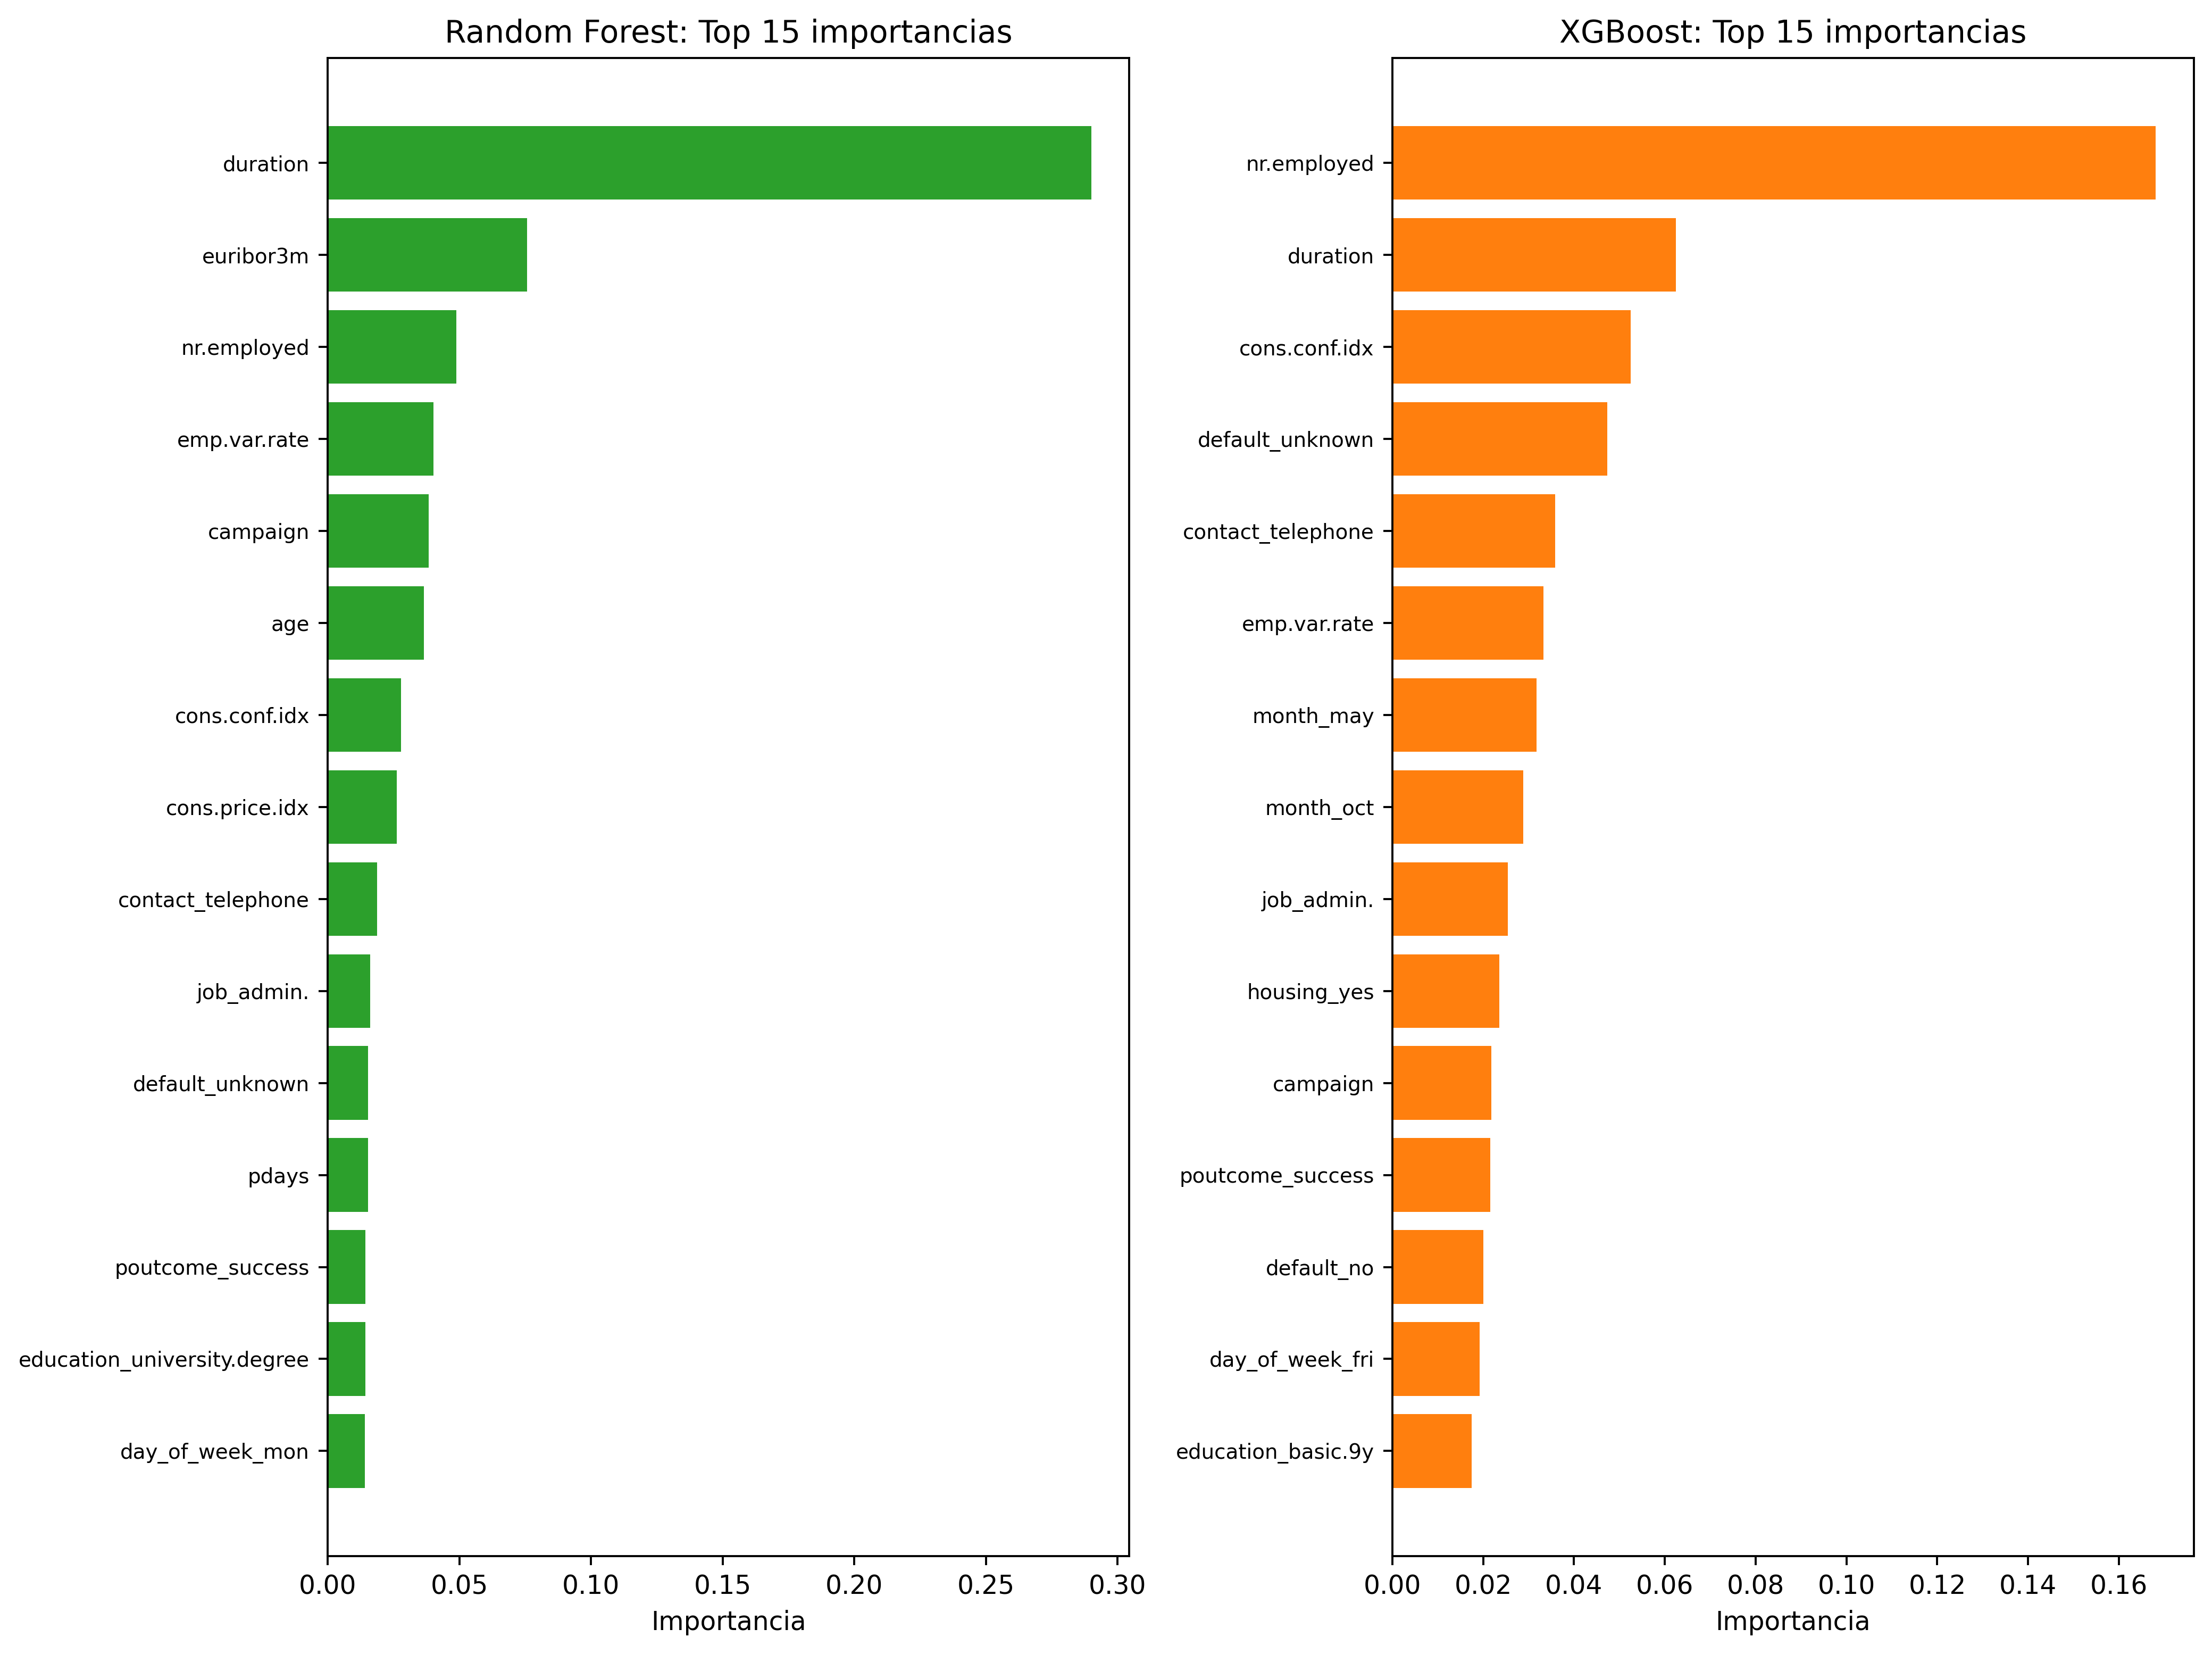 Random Forest: Top 15 importancias
duration
euribor3m
nr.employed
emp.var.rate
campaign
age
cons.conf.idx
cons.price.idx
contact_telephone
job_admin.
default_unknown
pdays
poutcome_success
education_university.degree
day_of_week_mon
0.00 0.05 0.10 0.15 0.20 0.25 0.30
Importancia
XGBoost: Top 15 importancias
nr.employed
duration
cons.conf.idx
default_unknown
contact_telephone
emp.var.rate
month_may
month_oct
job_admin.
housing_yes
campaign
poutcome_success
default_no
day_of_week_fri
education_basic.9y
0.00 0.02 0.04 0.06 0.08 0.10 0.12 0.14 0.16
Importancia